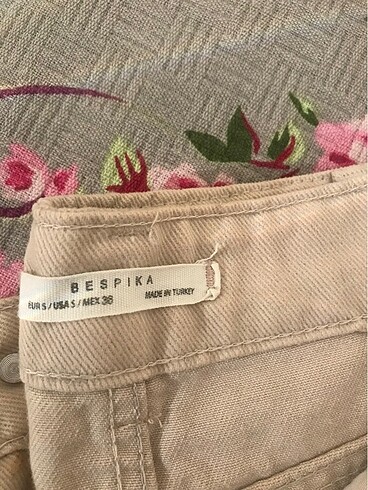 BESPIKA
EUR S / USA S / MEX 36
MADE IN TURKEY